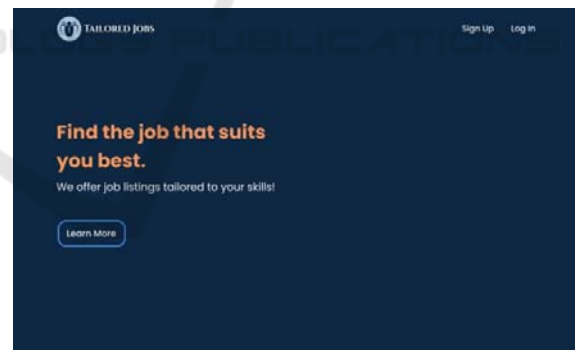 TAILORED JOBS
Sign Up Log in
Find the job that suits
you best.
We offer job listings tailored to your skills!
Learn More